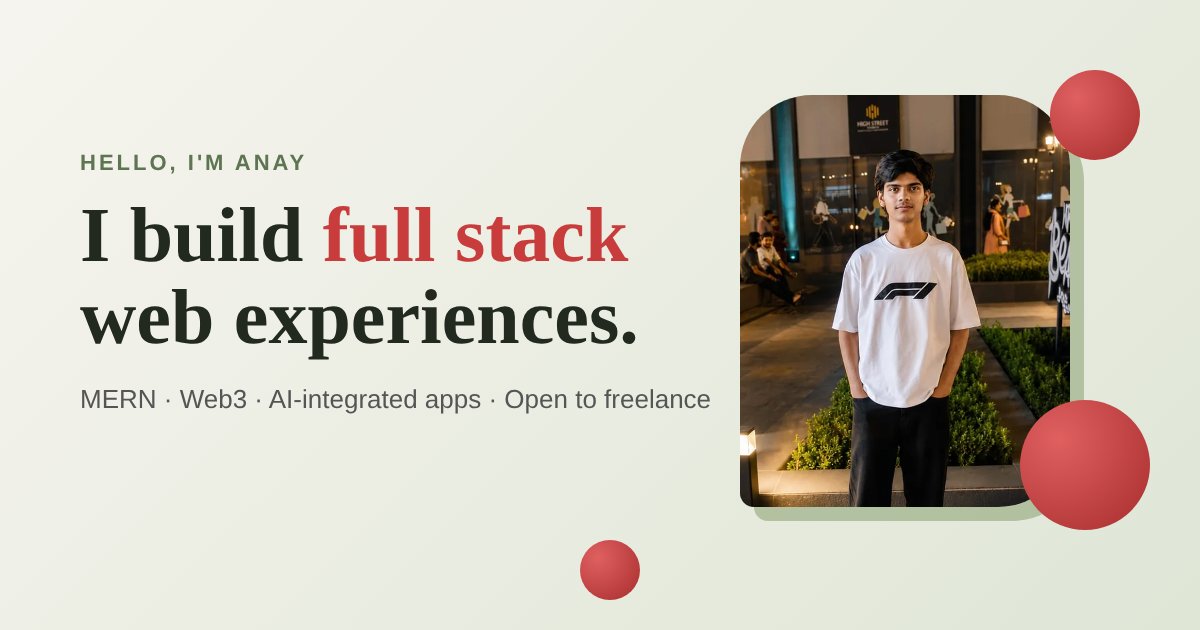 HELLO, I'M ANAY
I build full stack
web experiences.
MERN · Web3 · AI-integrated apps · Open to freelance
HIGH STREET